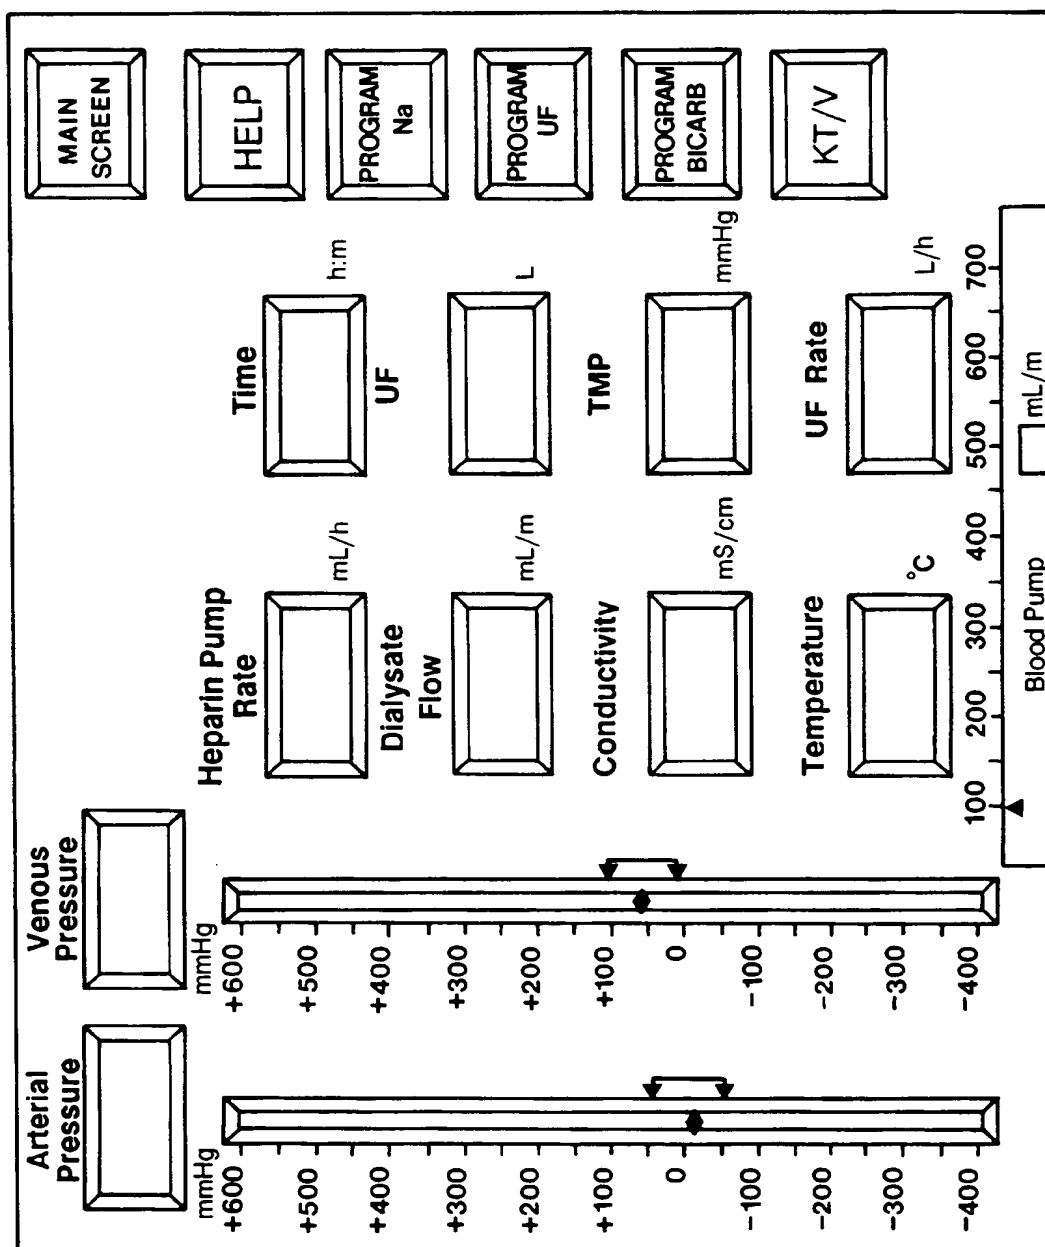 Arterial
Pressure
mmHg
+600
+500
+400
+300
+200
+100
0
-100
-200
-300
-400
Venous
Pressure
mmHg
+600
+500
+400
+300
+200
+100
0
-100
-200
-300
-400
Heparin Pump
Rate
mL/h
Dialysate
Flow
mL/m
Conductivity
mS/cm
Temperature
°C
Time
h:m
UF
L
TMP
mmHg
UF Rate
L/h
MAIN
SCREEN
HELP
PROGRAM
Na
PROGRAM
UF
PROGRAM
BICARB
KT/V
100 200 300 400 500 600 700
Blood Pump mL/m